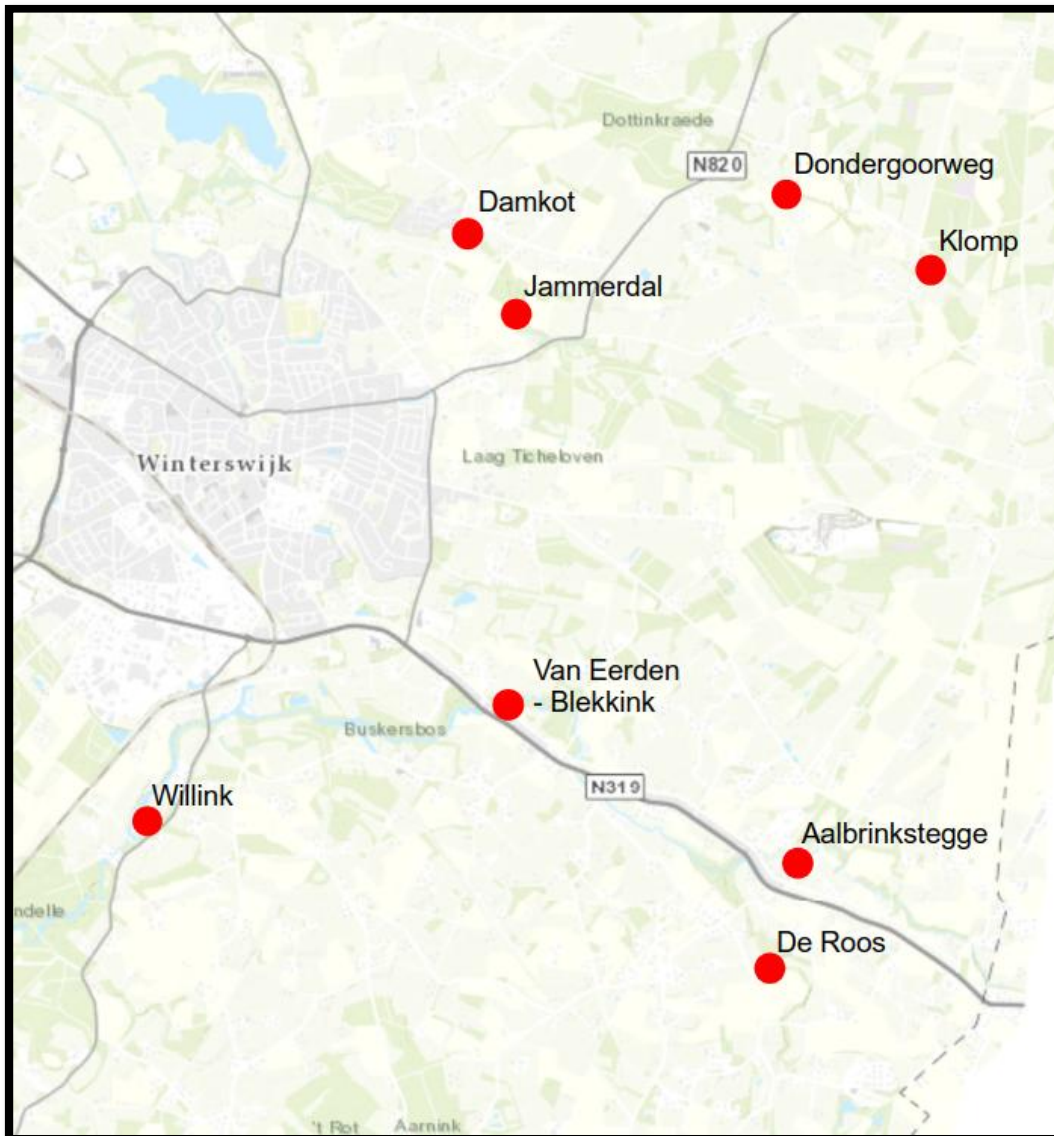 Dottinkraede
N820
Dondergoorweg
Damkot
Klomp
Jammerdal
Laag Ticheloven
Winterswijk
Van Eerden
- Blekkink
Buskersbos
N319
Willink
Aalbrinkstegge
ndelle
De Roos
't Rot
Aarnink